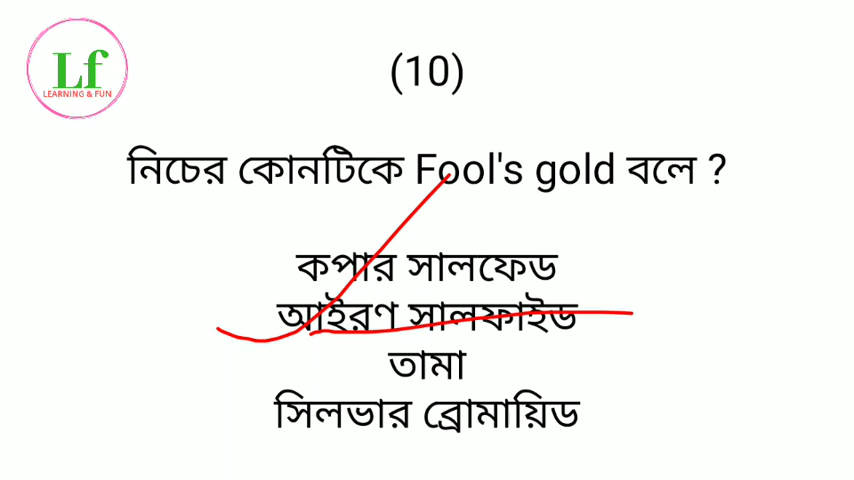 Lf
LEARNING & FUN
(10)
নিচের কোনটিকে Fool's gold বলে ?
কপার সালফেড
আইরণ সালফাইড
তামা
সিলভার ব্রোমায়িড